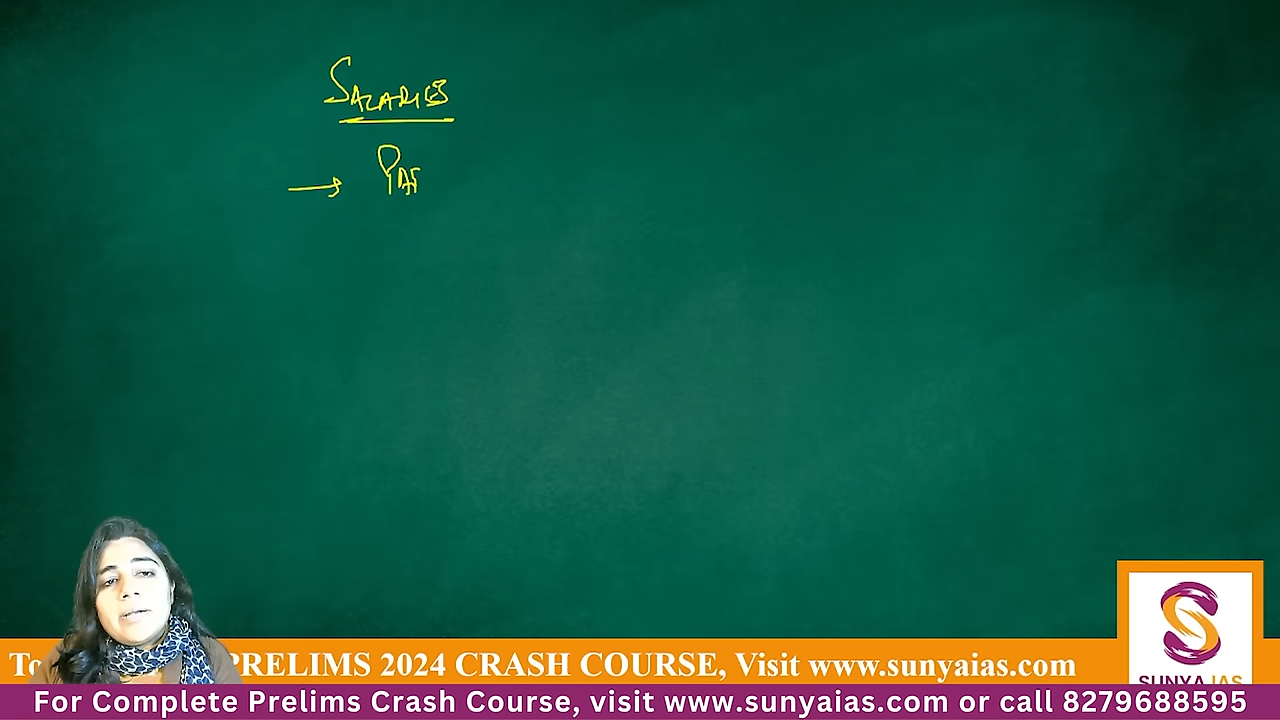 SALARIES
→
To PRELIMS 2024 CRASH COURSE, Visit www.sunyaias.com
SUNYA IAS
For Complete Prelims Crash Course, visit www.sunyaias.com or call 8279688595